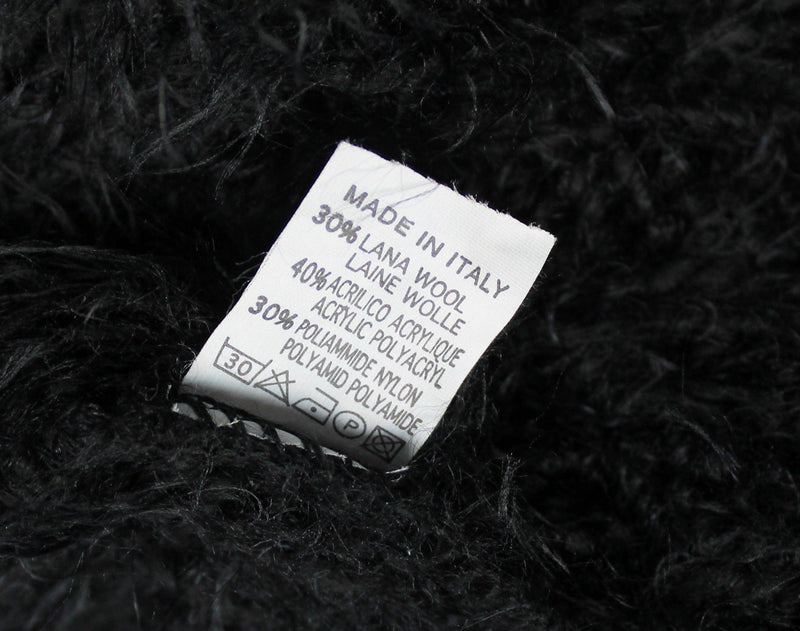 MADE IN ITALY
30% LANA WOOL
LAINE WOLLE
40% ACRILICO ACRYLIQUE
ACRYLIC POLYACRYL
30% POLIAMMIDE NYLON
POLYAMID POLYAMIDE
30 P